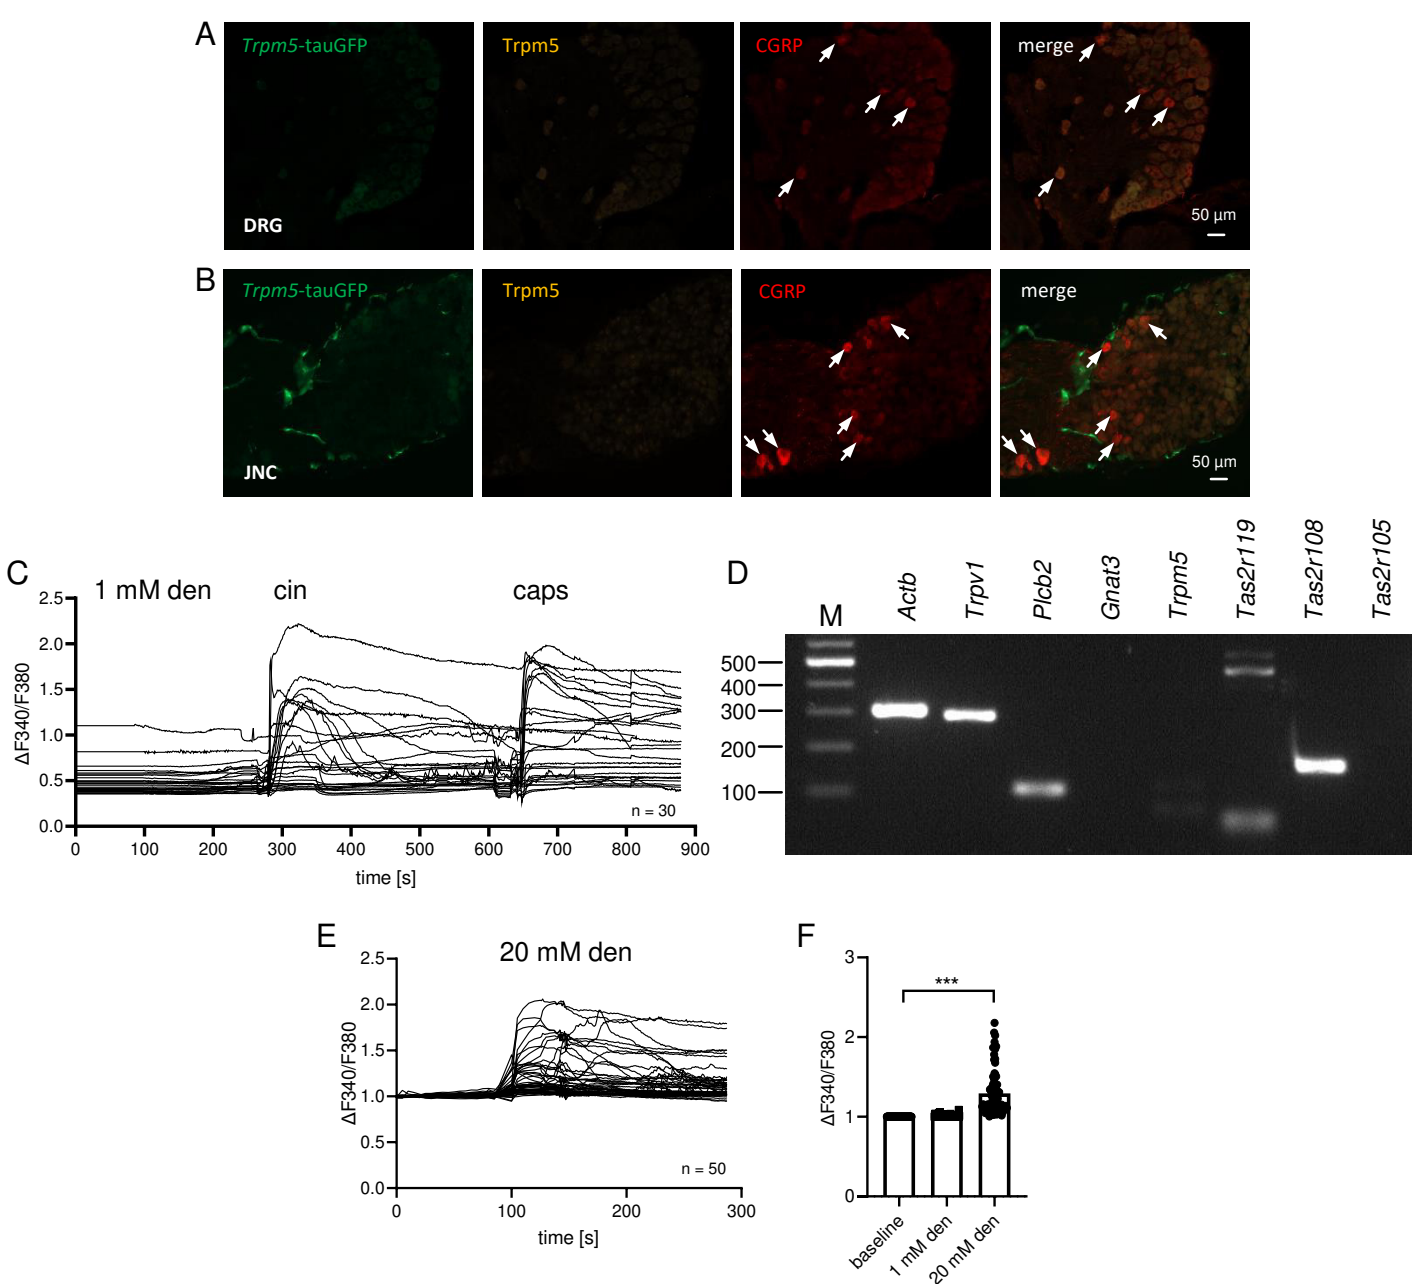 A
Trpm5-tauGFP
Trpm5
CGRP
merge
DRG
50 µm
B
Trpm5-tauGFP
Trpm5
CGRP
merge
JNC
50 µm
C
1 mM den
cin
caps
ΔF340/F380
2.5
2.0
1.5
1.0
0.5
0.0
n = 30
0 100 200 300 400 500 600 700 800 900
time [s]
D
M
Actb
Trpv1
Plcb2
Gnat3
Trpm5
Tas2r119
Tas2r108
Tas2r105
500
400
300
200
100
E
20 mM den
ΔF340/F380
2.5
2.0
1.5
1.0
0.5
0.0
n = 50
0 100 200 300
time [s]
F
ΔF340/F380
3
2
1
0
***
baseline
1 mM den
20 mM den